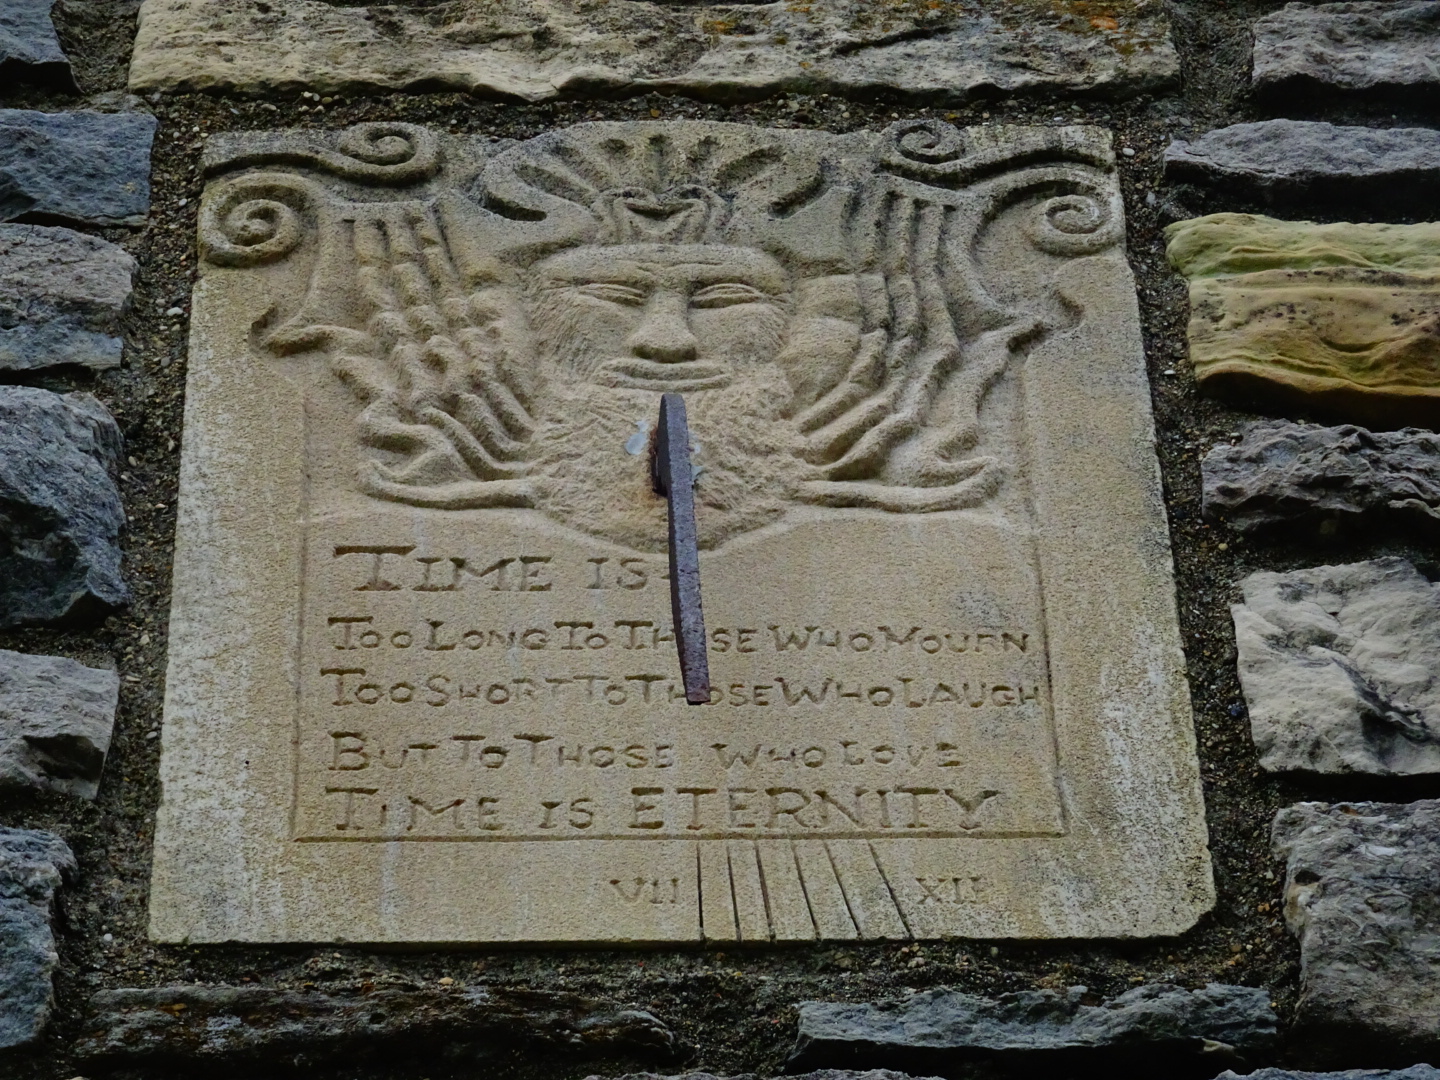 TIME IS
TOO LONG TO THOSE WHO MOURN
TOO SHORT TO THOSE WHO LAUGH
BUT TO THOSE WHO LOVE
TIME IS ETERNITY
VII XII